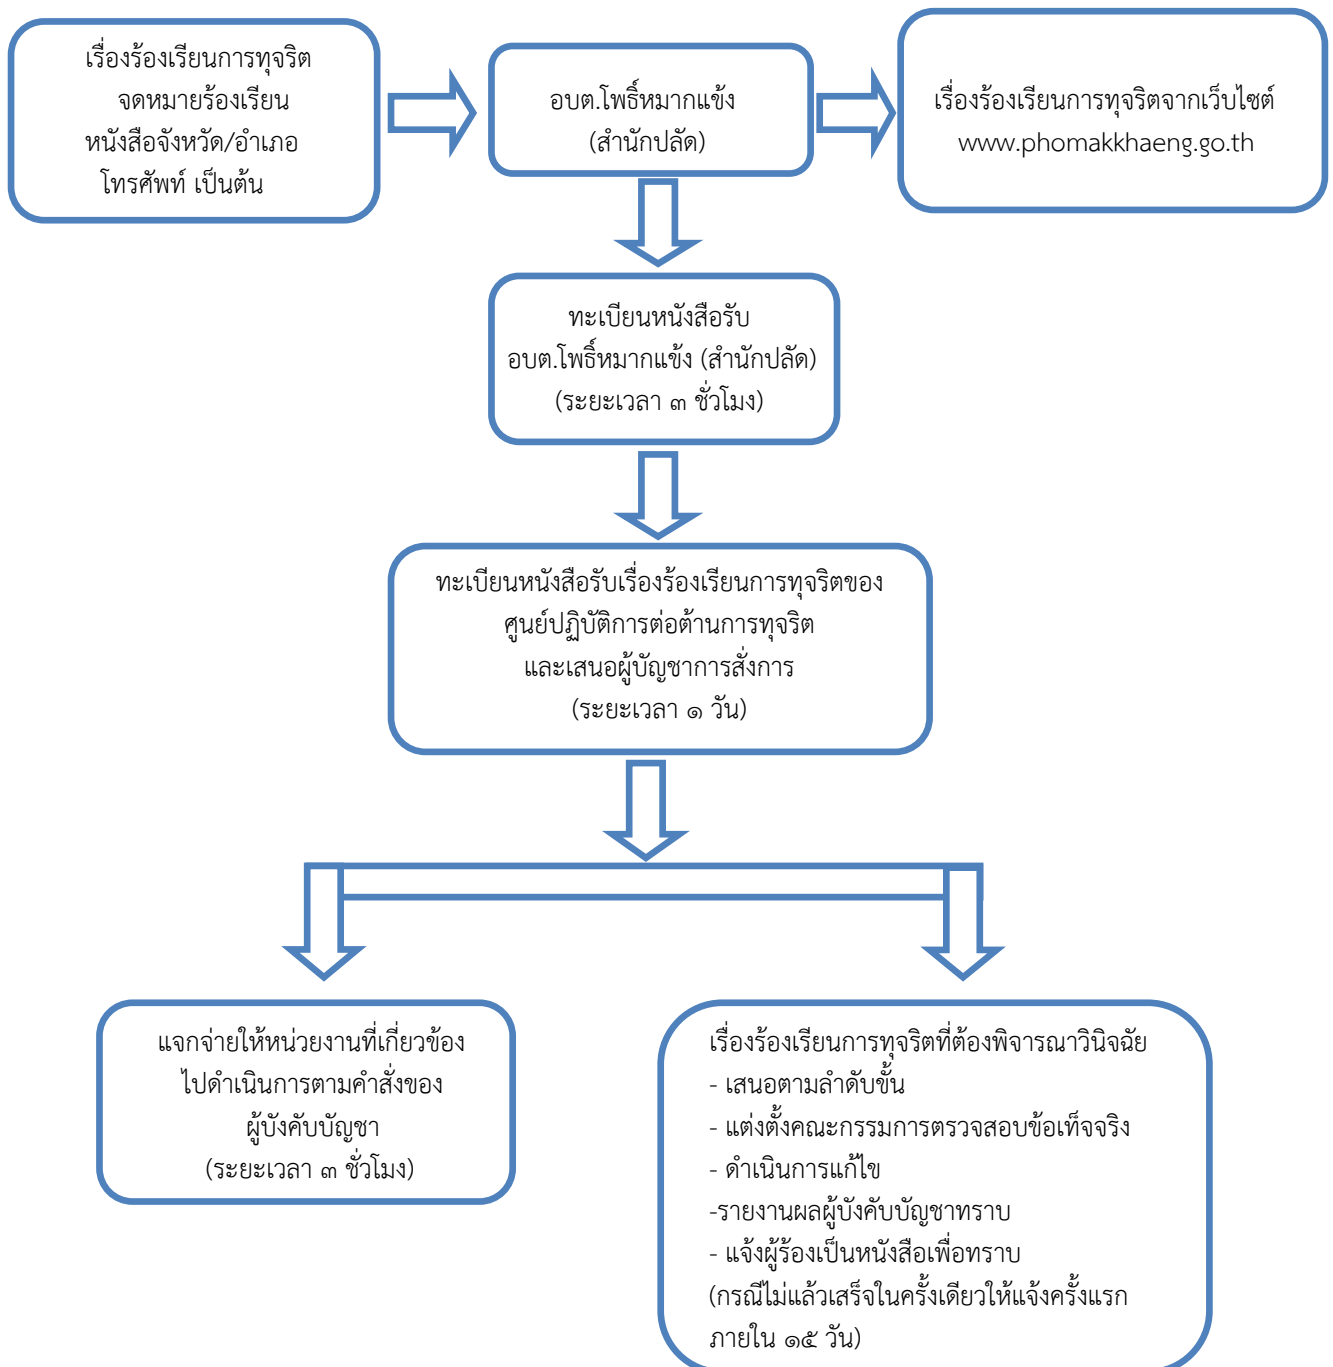 เรื่องร้องเรียนการทุจริต
จดหมายร้องเรียน
หนังสือจังหวัด/อำเภอ
โทรศัพท์ เป็นต้น
อบต.โพธิ์หมากแข้ง
(สำนักปลัด)
เรื่องร้องเรียนการทุจริตจากเว็บไซต์
www.phomakkhaeng.go.th
ทะเบียนหนังสือรับ
อบต.โพธิ์หมากแข้ง (สำนักปลัด)
(ระยะเวลา ๓ ชั่วโมง)
ทะเบียนหนังสือรับเรื่องร้องเรียนการทุจริตของ
ศูนย์ปฏิบัติการต่อต้านการทุจริต
และเสนอผู้บัญชาการสั่งการ
(ระยะเวลา ๑ วัน)
แจกจ่ายให้หน่วยงานที่เกี่ยวข้อง
ไปดำเนินการตามคำสั่งของ
ผู้บังคับบัญชา
(ระยะเวลา ๓ ชั่วโมง)
เรื่องร้องเรียนการทุจริตที่ต้องพิจารณาวินิจฉัย
- เสนอตามลำดับขั้น
- แต่งตั้งคณะกรรมการตรวจสอบข้อเท็จจริง
- ดำเนินการแก้ไข
-รายงานผลผู้บังคับบัญชาทราบ
- แจ้งผู้ร้องเป็นหนังสือเพื่อทราบ
(กรณีไม่แล้วเสร็จในครั้งเดียวให้แจ้งครั้งแรก
ภายใน ๑๕ วัน)